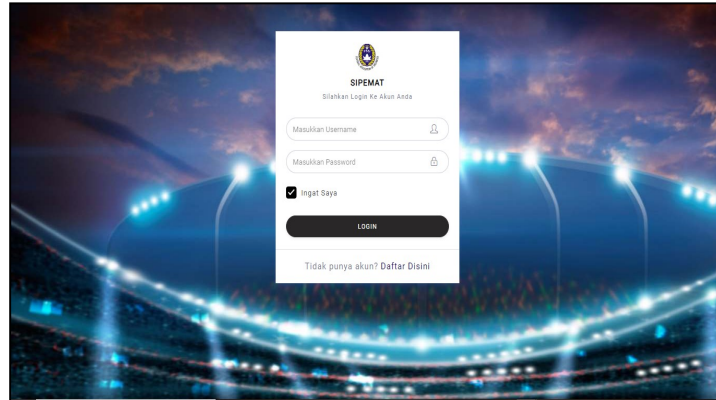 SIPEMAT
Silahkan Login Ke Akun Anda
Masukkan Username
Masukkan Password
Ingat Saya
LOGIN
Tidak punya akun? Daftar Disini